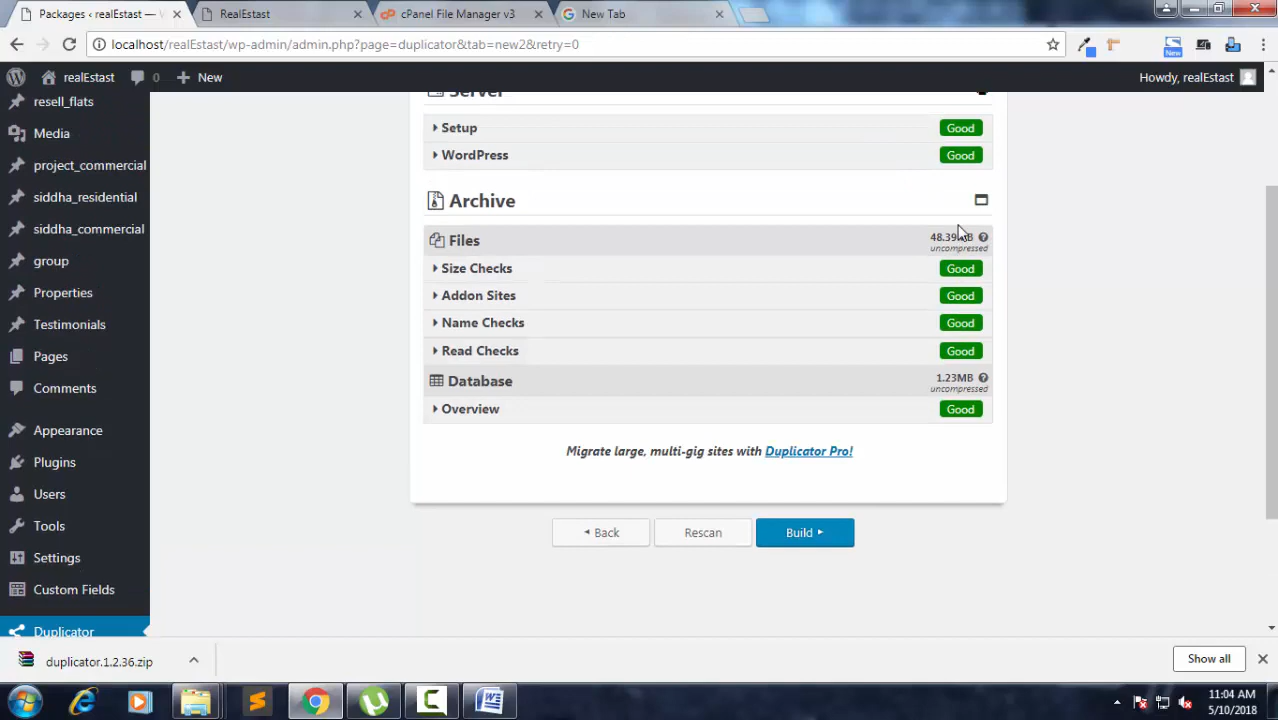 Packages ‹ realEstast — W
RealEstast
cPanel File Manager v3
New Tab
localhost/realEstast/wp-admin/admin.php?page=duplicator&tab=new2&retry=0
New
realEstast
0
New
Howdy, realEstast
resell_flats
Media
project_commercial
siddha_residential
siddha_commercial
group
Properties
Testimonials
Pages
Comments
Appearance
Plugins
Users
Tools
Settings
Custom Fields
Duplicator
Server
Setup Good
WordPress Good
Archive
Files
uncompressed
Size Checks Good
Addon Sites Good
Name Checks Good
Read Checks Good
Database 1.23MB
uncompressed
Overview Good
Migrate large, multi-gig sites with Duplicator Pro!
Back Rescan Build
duplicator.1.2.36.zip
Show all
11:04 AM
5/10/2018